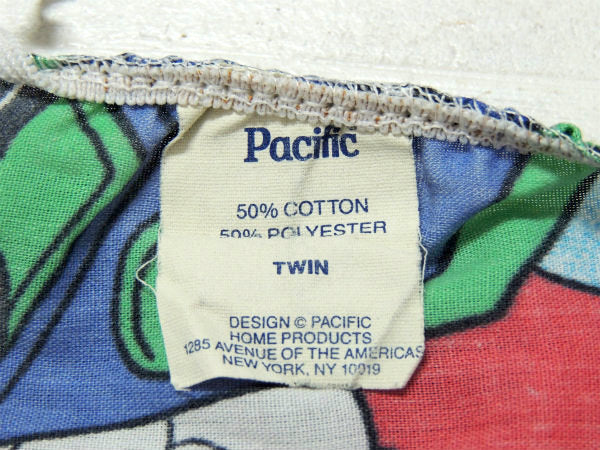 Pacific
50% COTTON
50% POLYESTER
TWIN
DESIGN © PACIFIC
HOME PRODUCTS
1285 AVENUE OF THE AMERICAS
NEW YORK, NY 10019